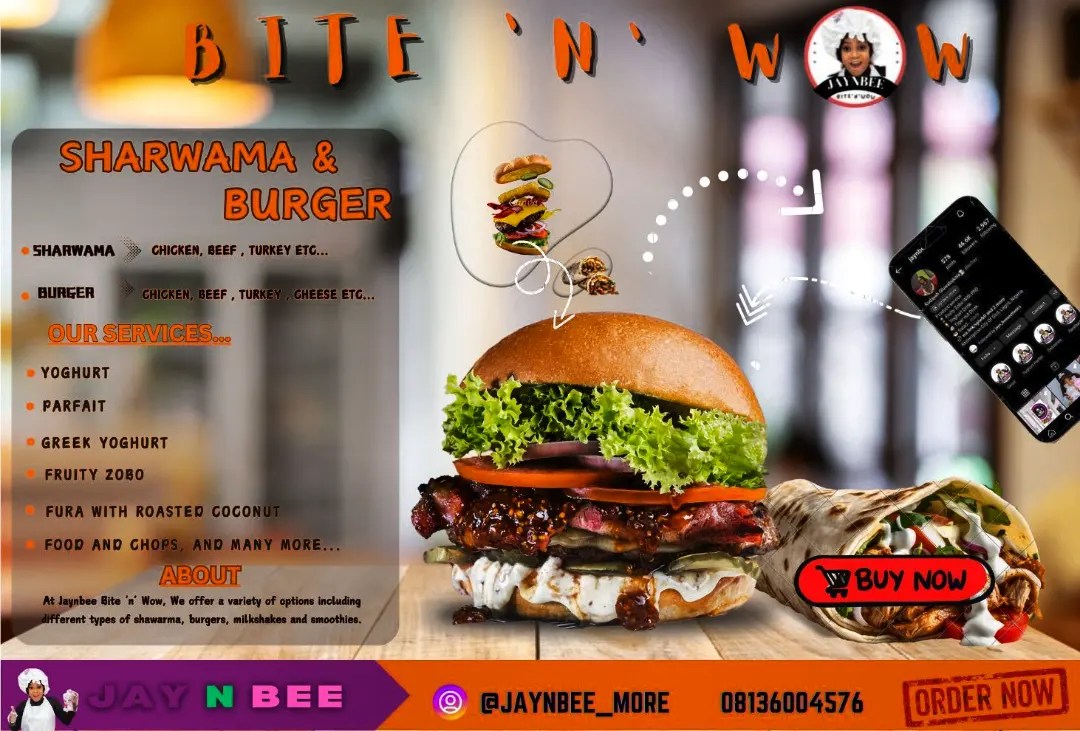 BITE 'N' W W
JAYNBEE
BITE'N'WOW
SHARWAMA &
BURGER
SHARWAMA CHICKEN, BEEF , TURKEY ETC...
BURGER CHICKEN, BEEF , TURKEY , CHEESE ETC...
OUR SERVICES...
YOGHURT
PARFAIT
GREEK YOGHURT
FRUITY ZOBO
FURA WITH ROASTED COCONUT
FOOD AND CHOPS, AND MANY MORE...
ABOUT
At Jaynbee Bite 'n' Wow, We offer a variety of options including
different types of shawarma, burgers, milkshakes and smoothies.
BUY NOW
JAY N BEE
@JAYNBEE_MORE
08136004576
ORDER NOW